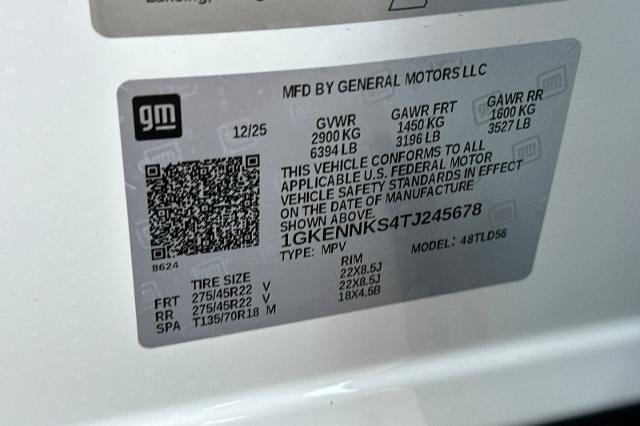 gm
MFD BY GENERAL MOTORS LLC
12/25
GVWR GAWR FRT GAWR RR
2900 KG 1450 KG 1600 KG
6394 LB 3196 LB 3527 LB
THIS VEHICLE CONFORMS TO ALL
APPLICABLE U.S. FEDERAL MOTOR
VEHICLE SAFETY STANDARDS IN EFFECT
ON THE DATE OF MANUFACTURE
SHOWN ABOVE.
1GKENNKS4TJ245678
TYPE: MPV MODEL: 48TLD56
8624
TIRE SIZE RIM
FRT 275/45R22 V 22X8.5J
RR 275/45R22 V 22X8.5J
SPA T135/70R18 M 18X4.5B